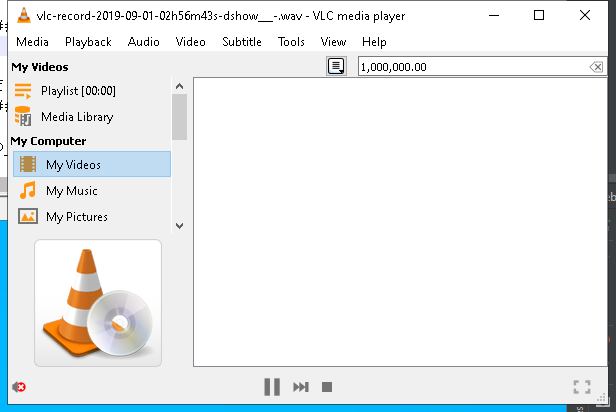 vlc-record-2019-09-01-02h56m43s-dshow__-.wav - VLC media player
Media Playback Audio Video Subtitle Tools View Help
My Videos
1,000,000.00
Playlist [00:00]
Media Library
My Computer
My Videos
My Music
My Pictures